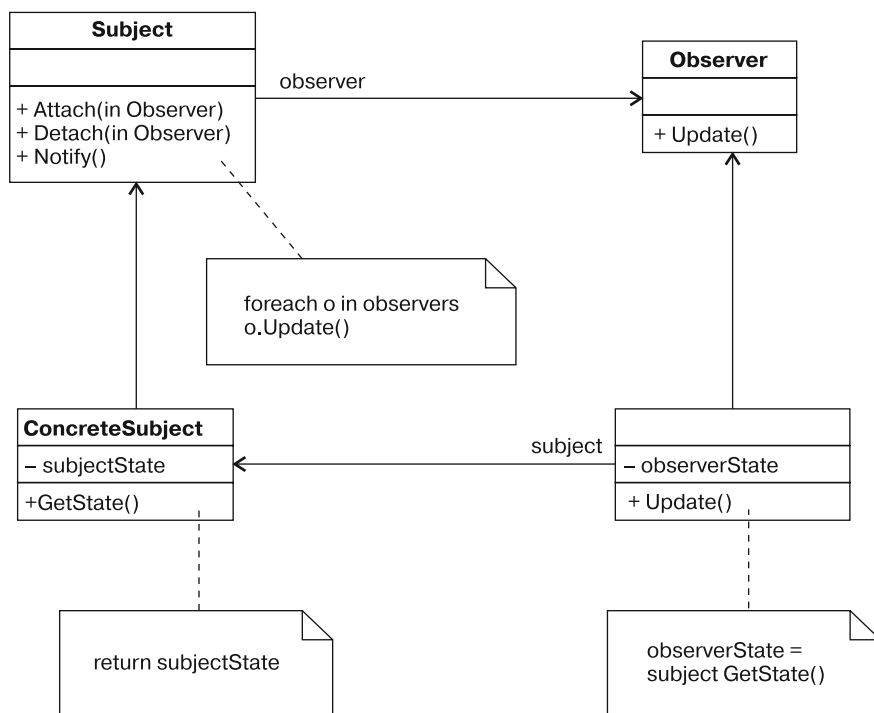 Subject
+ Attach(in Observer)
+ Detach(in Observer)
+ Notify()
observer
Observer
+ Update()
foreach o in observers
o.Update()
ConcreteSubject
– subjectState
+GetState()
subject
– observerState
+ Update()
return subjectState
observerState =
subject GetState()